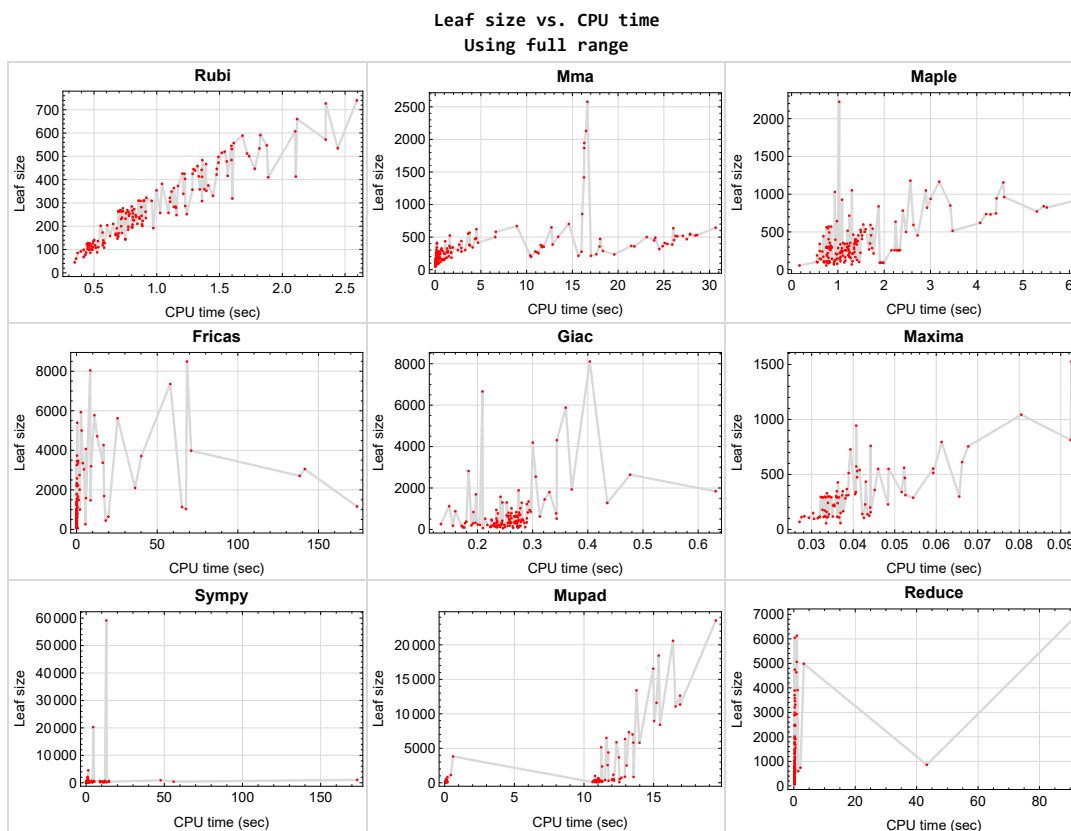 Leaf size vs. CPU time
Using full range
Rubi
Leaf size
700
600
500
400
300
200
100
0
0.5 1.0 1.5 2.0 2.5
CPU time (sec)
Mma
Leaf size
2500
2000
1500
1000
500
0
0 5 10 15 20 25 30
CPU time (sec)
Maple
Leaf size
2000
1500
1000
500
0
0 1 2 3 4 5 6
CPU time (sec)
Fricas
Leaf size
8000
6000
4000
2000
0
0 50 100 150
CPU time (sec)
Giac
Leaf size
8000
6000
4000
2000
0
0.2 0.3 0.4 0.5 0.6
CPU time (sec)
Maxima
Leaf size
1500
1000
500
0
0.03 0.04 0.05 0.06 0.07 0.08 0.09
CPU time (sec)
Sympy
Leaf size
60 000
50 000
40 000
30 000
20 000
10 000
0
0 50 100 150
CPU time (sec)
Mupad
Leaf size
20 000
15 000
10 000
5000
0
0 5 10 15
CPU time (sec)
Reduce
Leaf size
7000
6000
5000
4000
3000
2000
1000
0
0 20 40 60 80
CPU time (sec)